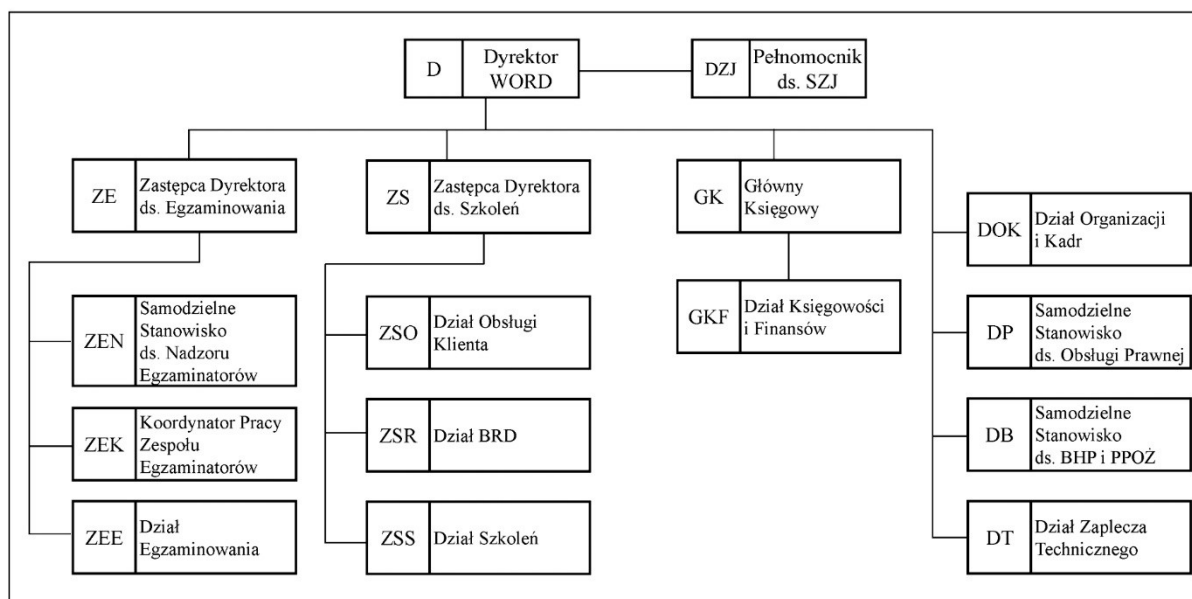 D
Dyrektor
WORD
DZJ
Pełnomocnik
ds. SZJ
ZE
Zastępca Dyrektora
ds. Egzaminowania
ZS
Zastępca Dyrektora
ds. Szkoleń
GK
Główny
Księgowy
DOK
Dział Organizacji
i Kadr
ZEN
Samodzielne
Stanowisko
ds. Nadzoru
Egzaminatorów
ZSO
Dział Obsługi
Klienta
GKF
Dział Księgowości
i Finansów
DP
Samodzielne
Stanowisko
ds. Obsługi Prawnej
ZEK
Koordynator Pracy
Zespołu
Egzaminatorów
ZSR
Dział BRD
DB
Samodzielne
Stanowisko
ds. BHP i PPOŻ
ZEE
Dział
Egzaminowania
ZSS
Dział Szkoleń
DT
Dział Zaplecza
Technicznego